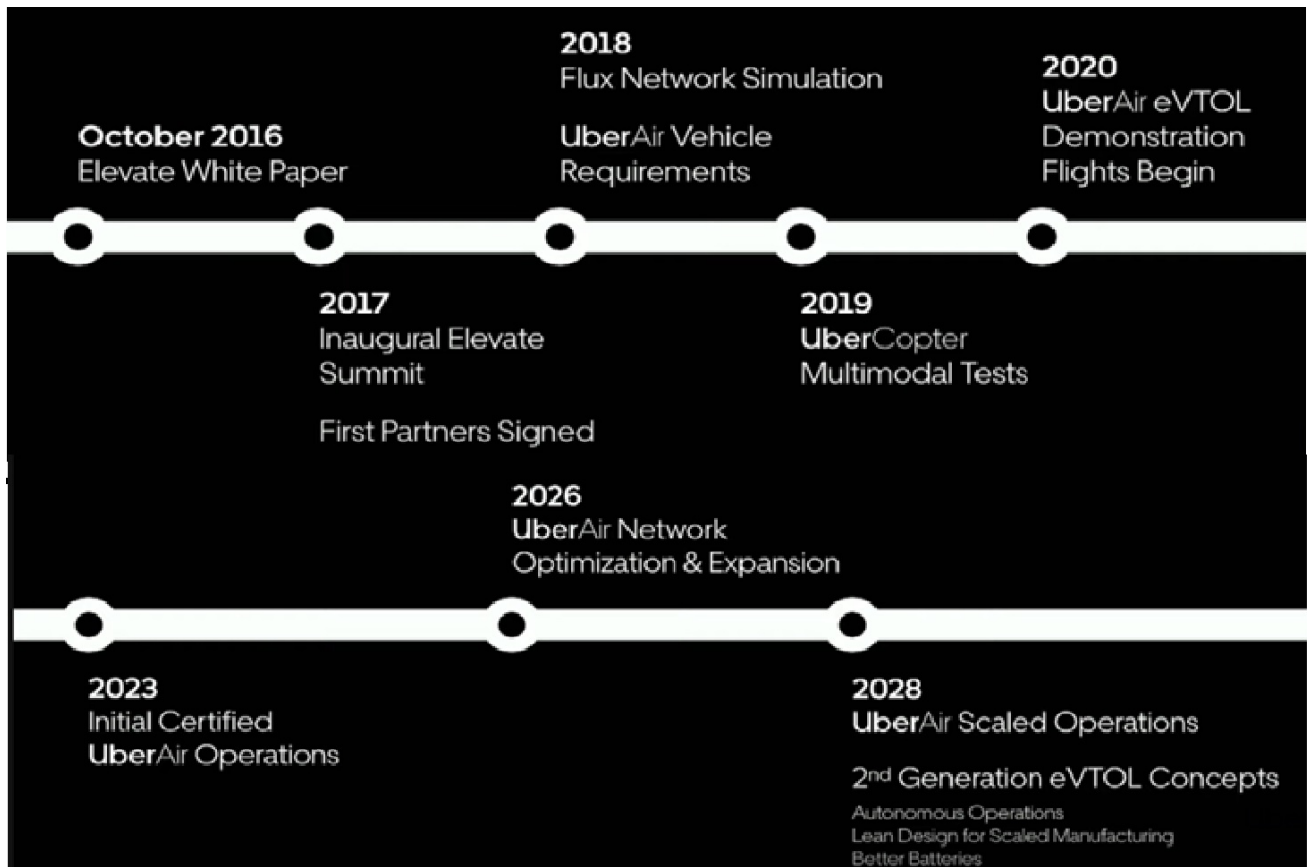 October 2016
Elevate White Paper
2017
Inaugural Elevate
Summit
First Partners Signed
2018
Flux Network Simulation
UberAir Vehicle
Requirements
2019
UberCopter
Multimodal Tests
2020
UberAir eVTOL
Demonstration
Flights Begin
2023
Initial Certified
UberAir Operations
2026
UberAir Network
Optimization & Expansion
2028
UberAir Scaled Operations
2nd Generation eVTOL Concepts
Autonomous Operations
Lean Design for Scaled Manufacturing
Better Batteries